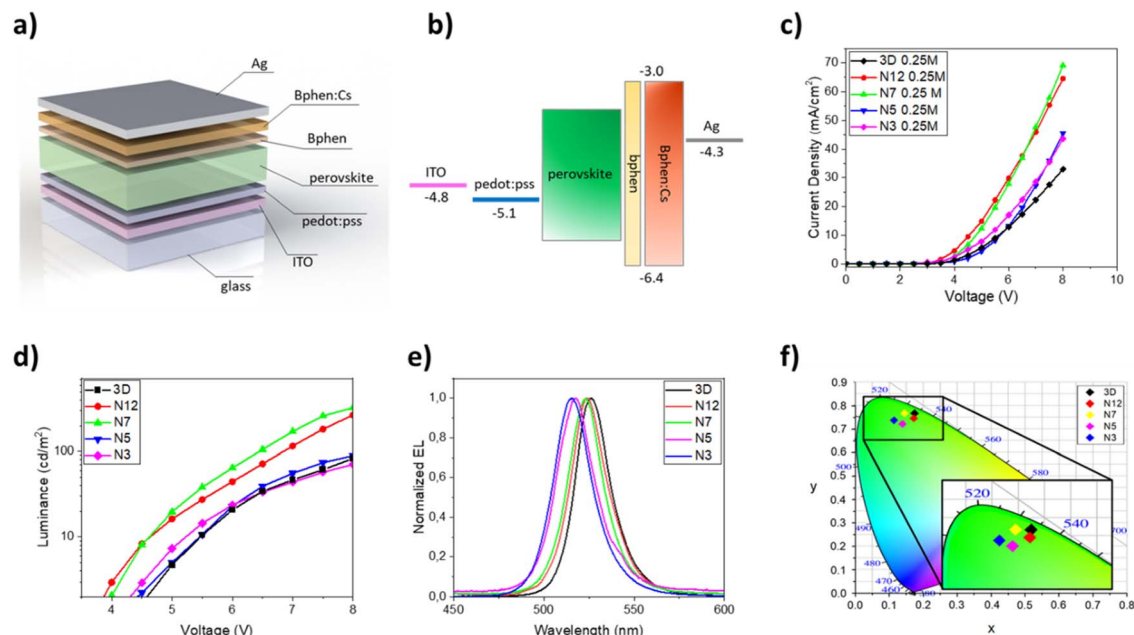 a)
Ag
Bphen:Cs
Bphen
perovskite
pedot:pss
ITO
glass
b)
-3.0
Ag
-4.3
ITO
-4.8
pedot:pss
-5.1
perovskite
bphen
Bphen:Cs
-6.4
c)
Current Density (mA/cm²)
70
60
50
40
30
20
10
0
3D 0.25M
N12 0.25M
N7 0.25 M
N5 0.25M
N3 0.25M
0 2 4 6 8 10
Voltage (V)
d)
Luminance (cd/m²)
100
10
3D
N12
N7
N5
N3
4 5 6 7 8
Voltage (V)
e)
Normalized EL
1,0
0,8
0,6
0,4
0,2
0,0
3D
N12
N7
N5
N3
450 500 550 600
Wavelength (nm)
f)
y
0.9
0.8
0.7
0.6
0.5
0.4
0.3
0.2
0.1
0.0
3D
N12
N7
N5
N3
520
540
560
580
500
490
480
470
460
380
700
520
540
0.0 0.1 0.2 0.3 0.4 0.5 0.6 0.7 0.8
x